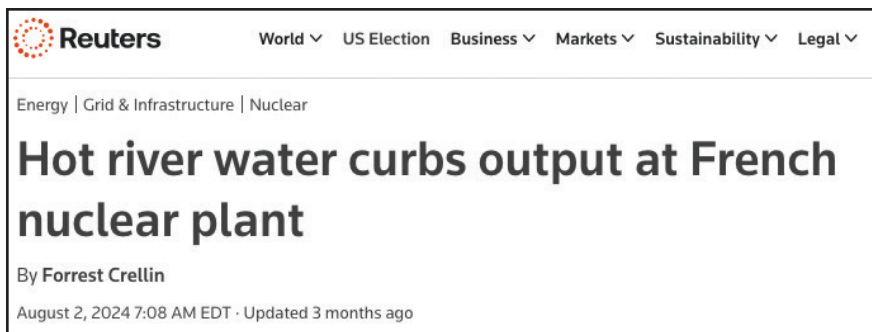 Reuters World US Election Business Markets Sustainability Legal
Energy | Grid & Infrastructure | Nuclear
Hot river water curbs output at French
nuclear plant
By Forrest Crellin
August 2, 2024 7:08 AM EDT · Updated 3 months ago